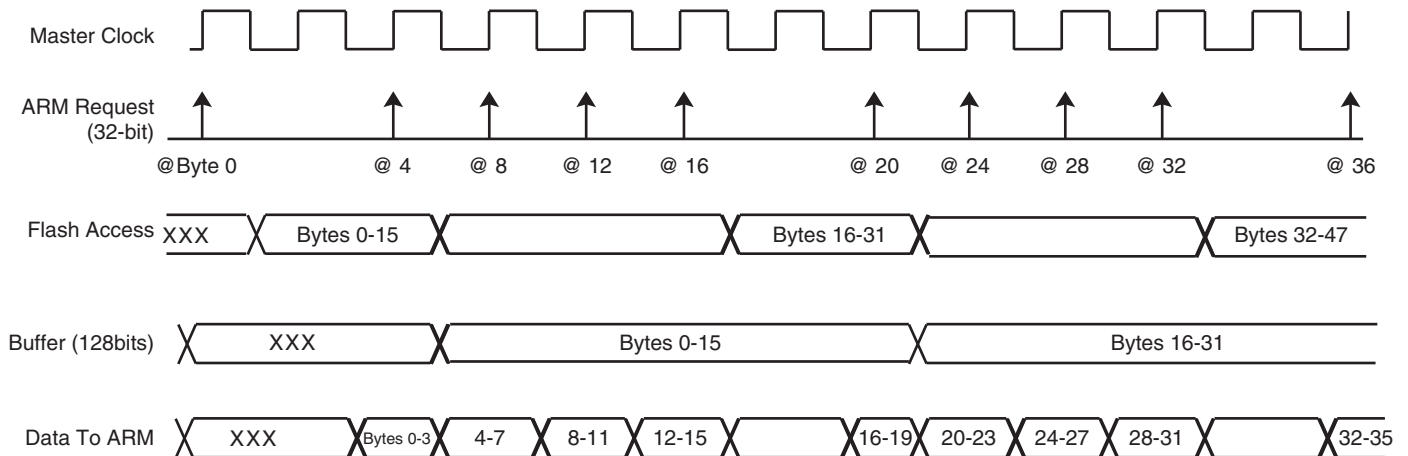 Master Clock
ARM Request
(32-bit)
@Byte 0 @ 4 @ 8 @ 12 @ 16 @ 20 @ 24 @ 28 @ 32 @ 36
Flash Access XXX Bytes 0-15 Bytes 16-31 Bytes 32-47
Buffer (128bits) XXX Bytes 0-15 Bytes 16-31
Data To ARM XXX Bytes 0-3 4-7 8-11 12-15 16-19 20-23 24-27 28-31 32-35